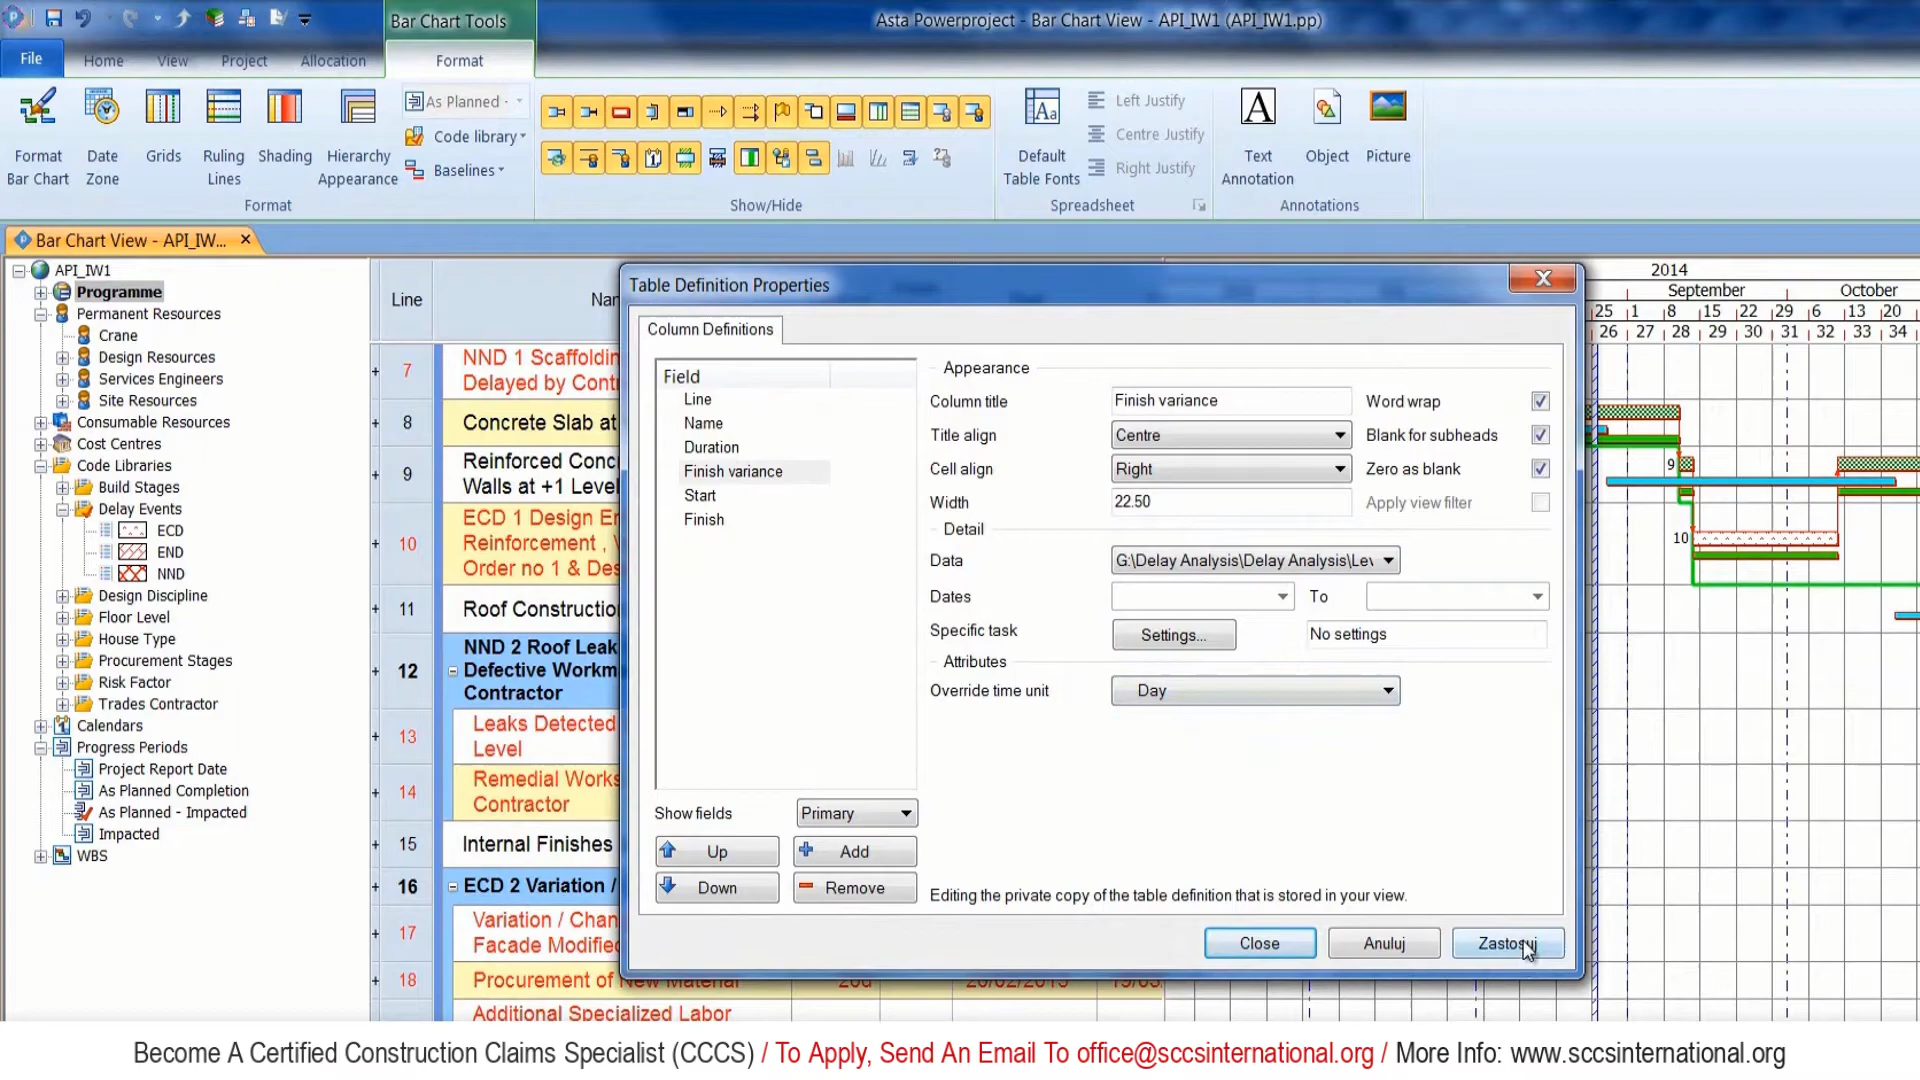 Bar Chart Tools
Asta Powerproject - Bar Chart View - API_IW1 (API_IW1.pp)
File Home View Project Allocation Format
As Planned -
Code library
Baselines
Format Bar Chart
Date Zone
Grids
Ruling Lines
Shading
Hierarchy Appearance
Format
Show/Hide
Default Table Fonts
Left Justify
Centre Justify
Right Justify
Spreadsheet
Text Annotation
Object
Picture
Annotations
Bar Chart View - API_IW...
API_IW1
Programme
Permanent Resources
Crane
Design Resources
Services Engineers
Site Resources
Consumable Resources
Cost Centres
Code Libraries
Build Stages
Delay Events
ECD
END
NND
Design Discipline
Floor Level
House Type
Procurement Stages
Risk Factor
Trades Contractor
Calendars
Progress Periods
Project Report Date
As Planned Completion
As Planned - Impacted
Impacted
WBS
Line Nar
7 NND 1 Scaffoldin
Delayed by Contr
8 Concrete Slab at
9 Reinforced Conc
Walls at +1 Level
10 ECD 1 Design Er
Reinforcement , V
Order no 1 & Des
11 Roof Constructio
12 NND 2 Roof Leak
Defective Workm
Contractor
13 Leaks Detected
Level
14 Remedial Works
Contractor
15 Internal Finishes
16 ECD 2 Variation /
17 Variation / Chan
Facade Modified
18 Procurement of New Material 20d
Additional Specialized Labor
Table Definition Properties
Column Definitions
Field
Line
Name
Duration
Finish variance
Start
Finish
Show fields Primary
Up Add
Down Remove
Appearance
Column title Finish variance Word wrap
Title align Centre Blank for subheads
Cell align Right Zero as blank
Width 22.50 Apply view filter
Detail
Data G:\Delay Analysis\Delay Analysis\Lev
Dates To
Specific task Settings... No settings
Attributes
Override time unit Day
Editing the private copy of the table definition that is stored in your view.
Close Anuluj Zastosuj
2014
September October
25 1 8 15 22 29 6 13 20
26 27 28 29 30 31 32 33 34
9
10
Become A Certified Construction Claims Specialist (CCCS) / To Apply, Send An Email To office@sccsinternational.org / More Info: www.sccsinternational.org